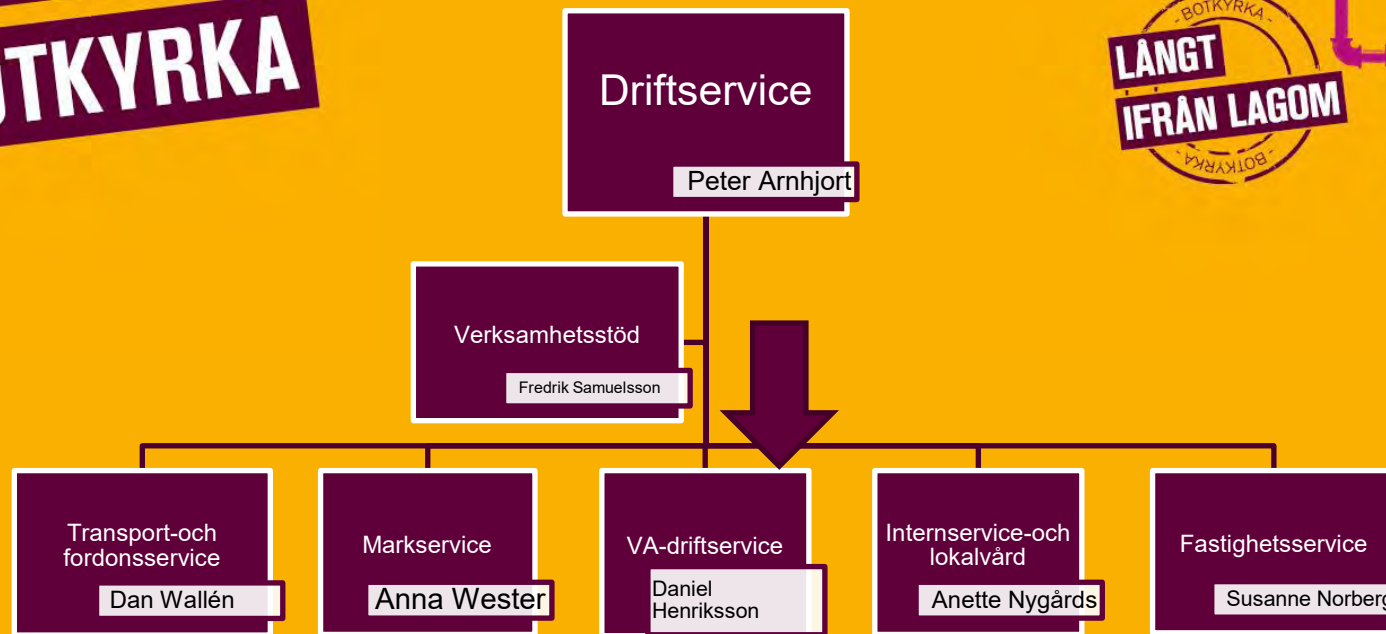 BOTKYRKA
LÅNGT
IFRÅN LAGOM
BOTKYRKA
Driftservice
Peter Arnhjort
Verksamhetsstöd
Fredrik Samuelsson
Transport-och
fordonsservice
Dan Wallén
Markservice
Anna Wester
VA-driftservice
Daniel
Henriksson
Internservice-och
lokalvård
Anette Nygårds
Fastighetsservice
Susanne Norberg